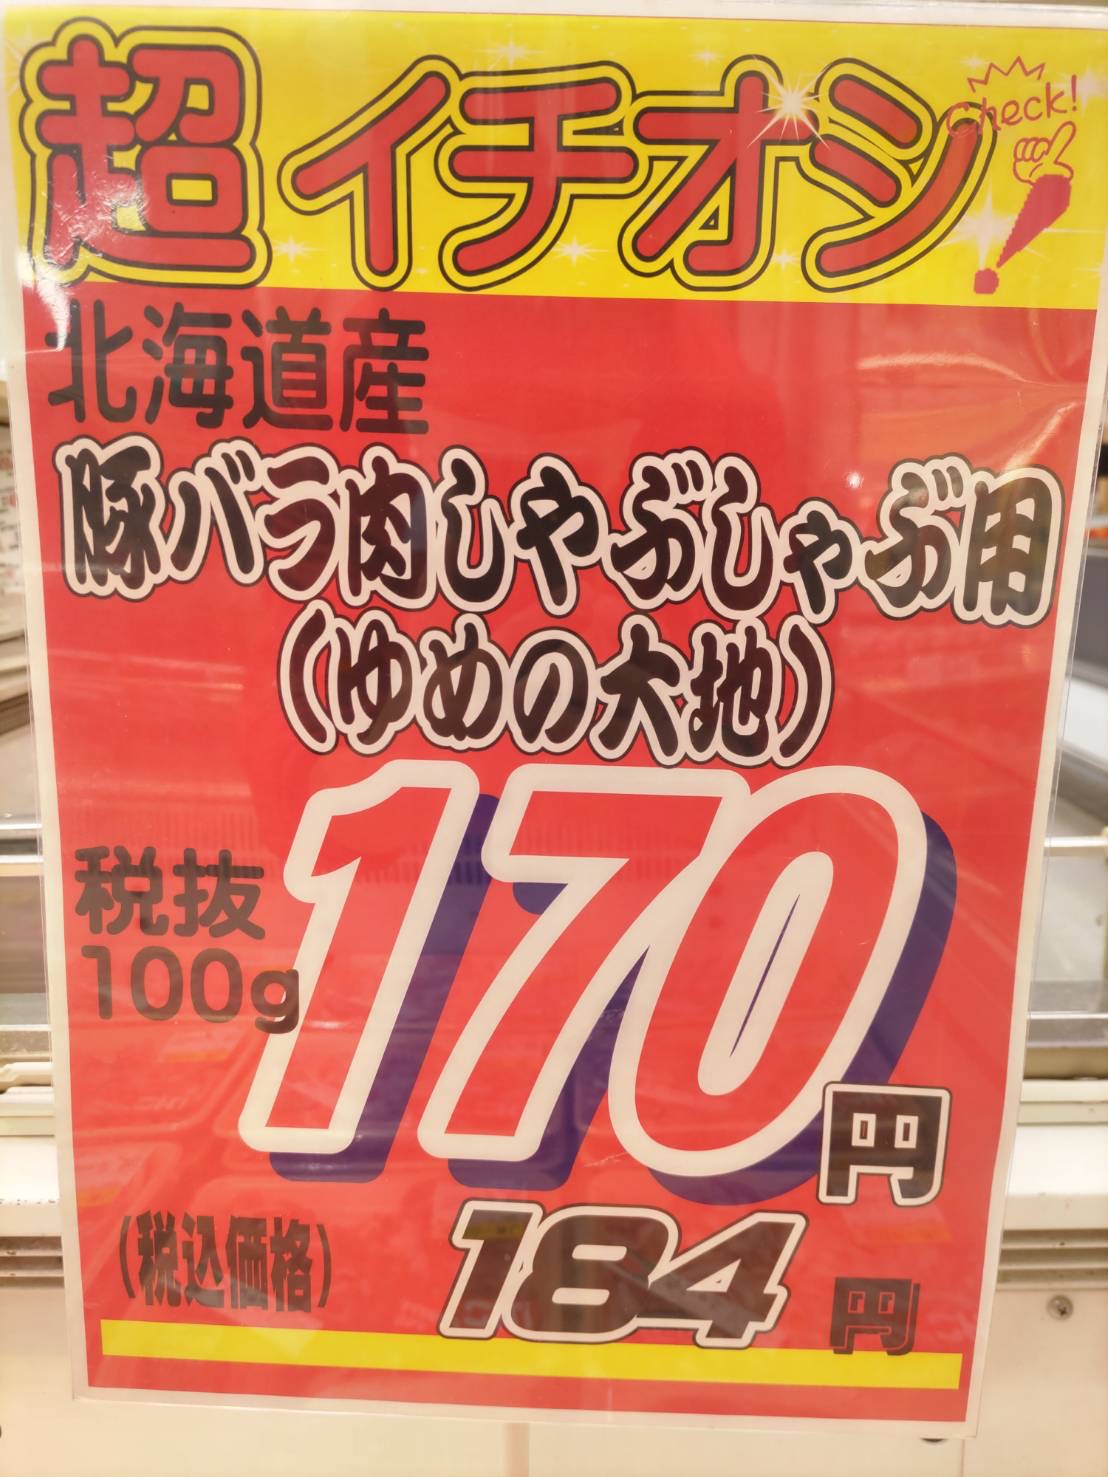 超イチオシ
Check!
北海道産
豚バラ肉しゃぶしゃぶ用
(ゆめの大地)
税抜
100g
170円
(税込価格) 184円